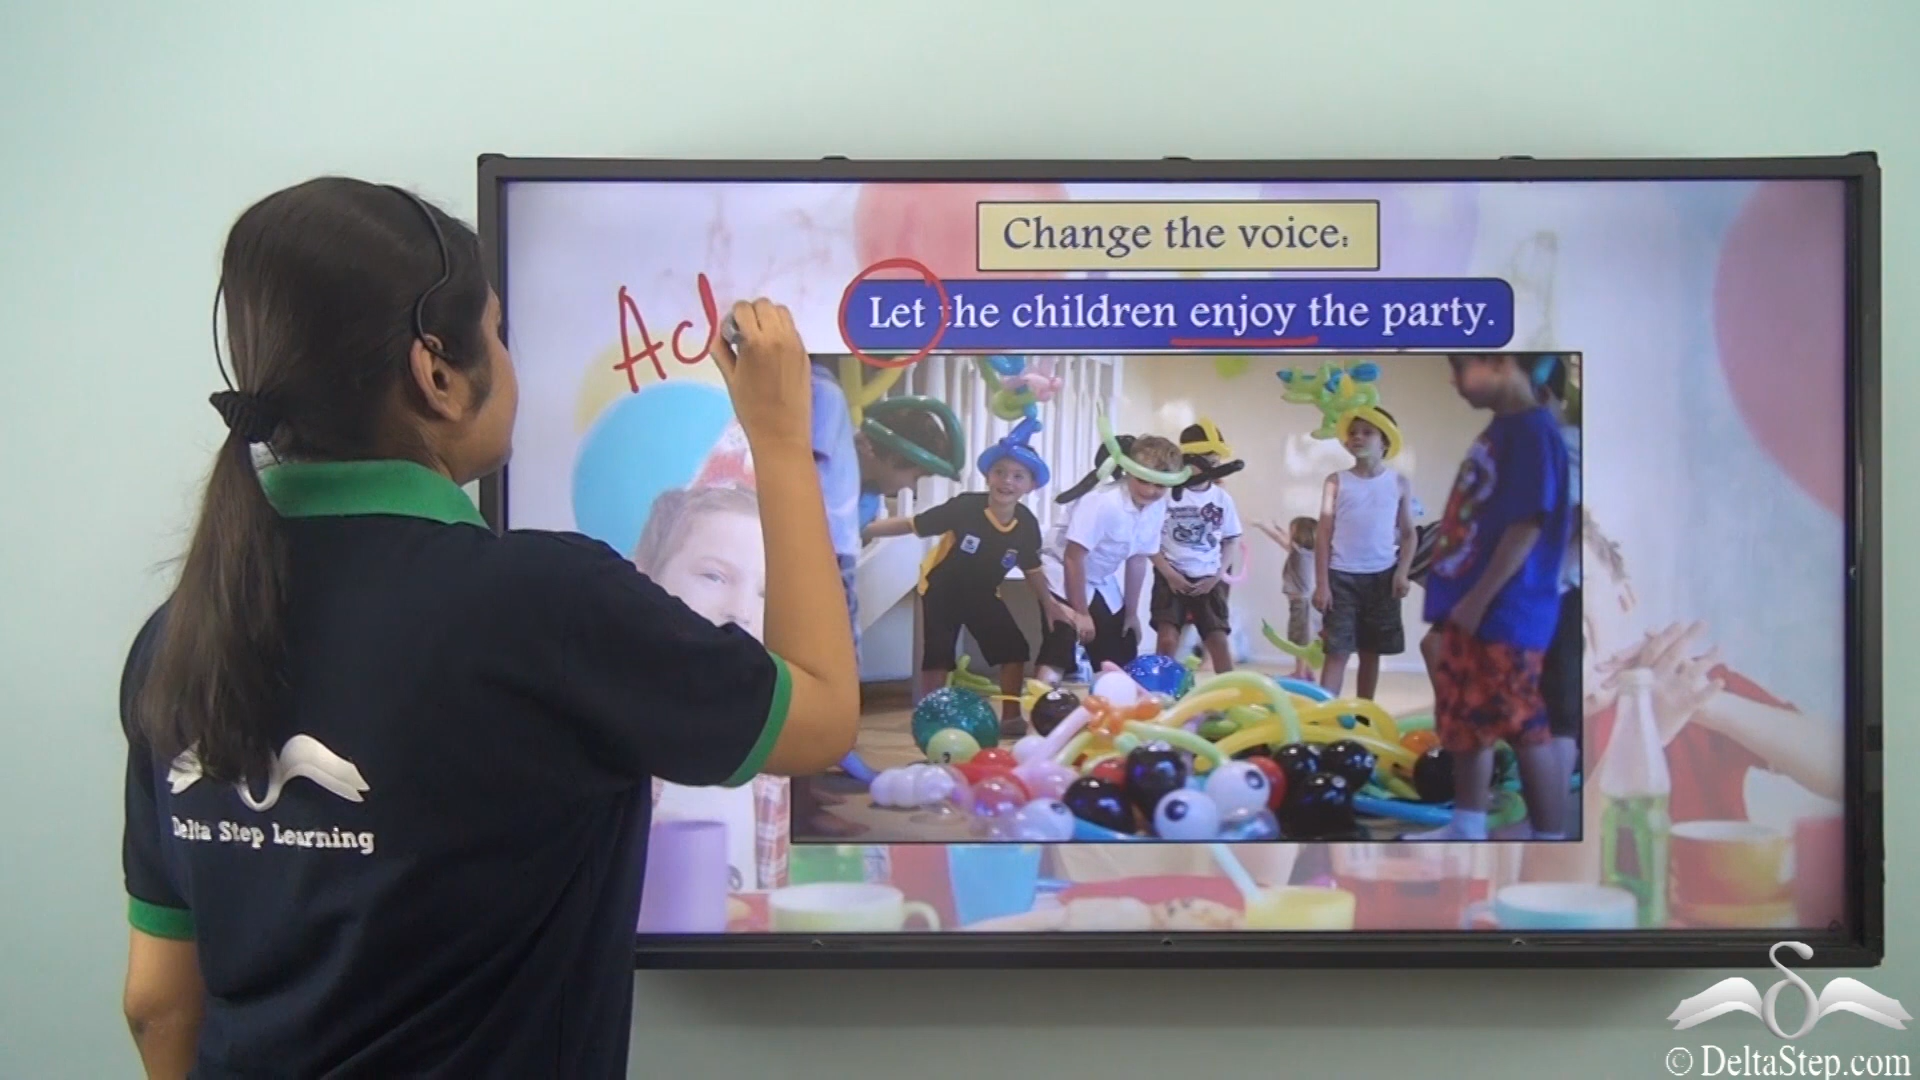 Change the voice:
Let the children enjoy the party.
Ad
Delta Step Learning
© DeltaStep.com